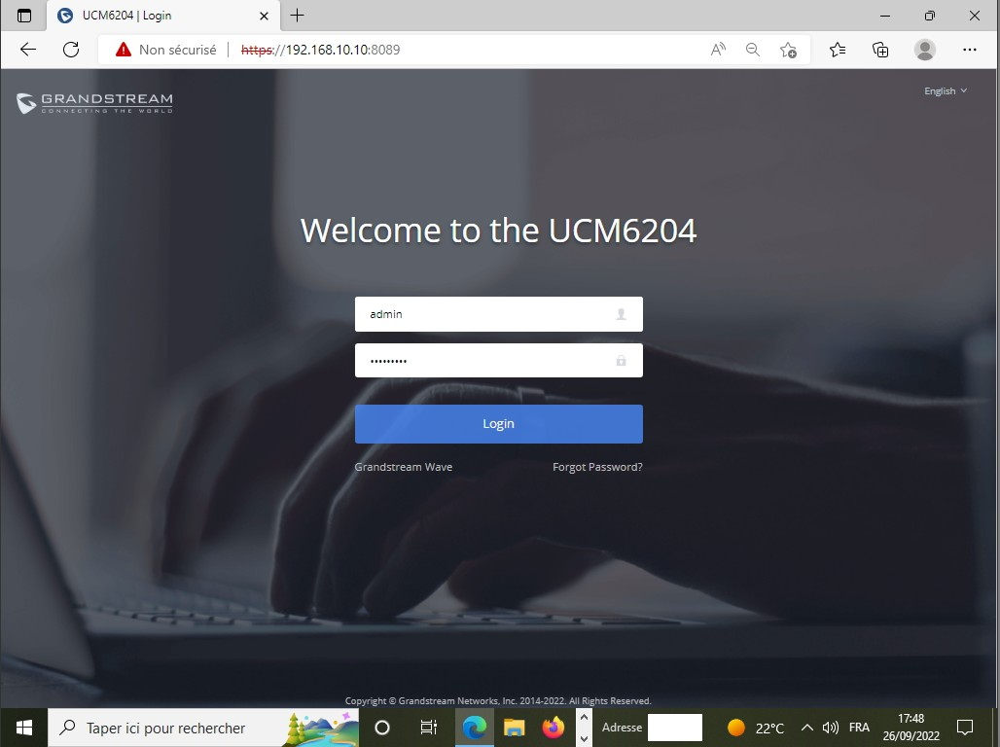 UCM6204 | Login
Non sécurisé
https://192.168.10.10:8089
GRANDSTREAM
CONNECTING THE WORLD
English
Welcome to the UCM6204
admin
•••••••••
Login
Grandstream Wave
Forgot Password?
Copyright © Grandstream Networks, Inc. 2014-2022. All Rights Reserved.
Taper ici pour rechercher
Adresse
22°C
FRA
17:48
26/09/2022